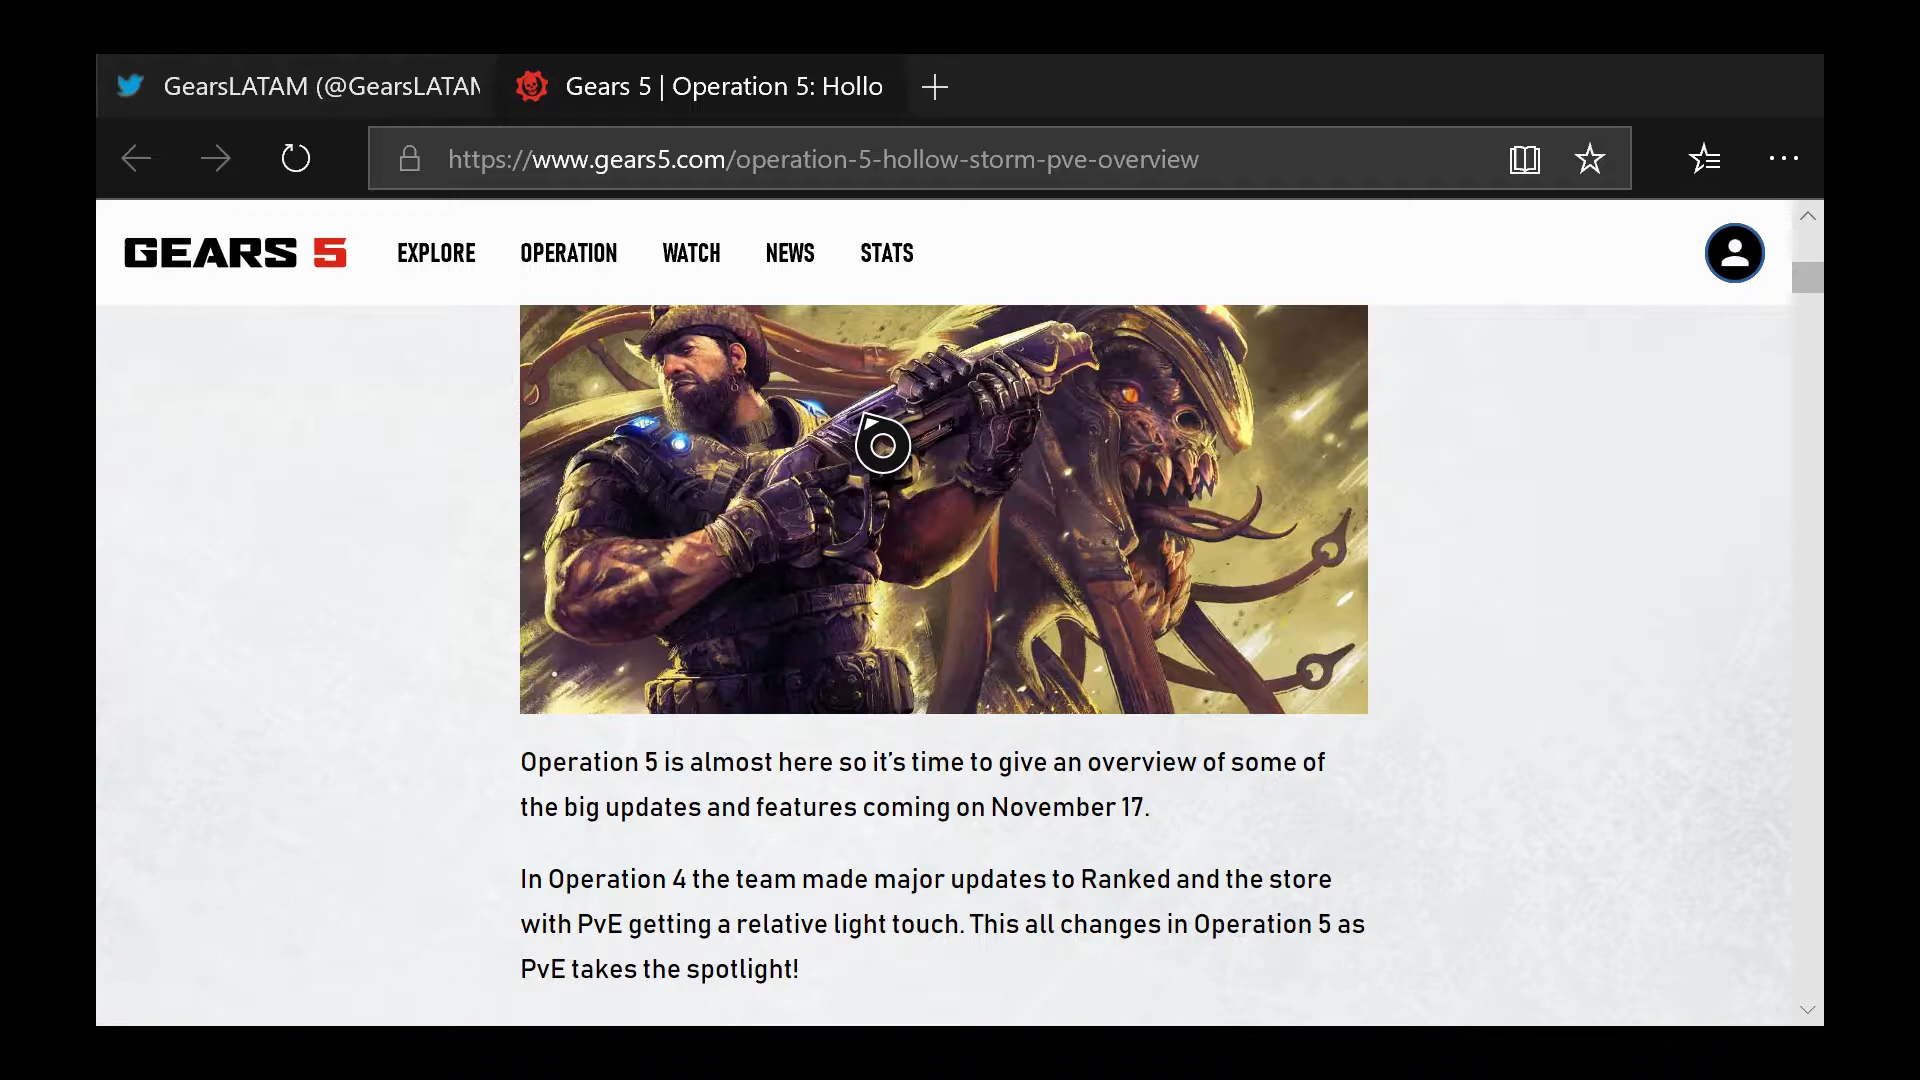 GearsLATAM (@GearsLATAM
Gears 5 | Operation 5: Hollo
https://www.gears5.com/operation-5-hollow-storm-pve-overview
GEARS 5 EXPLORE OPERATION WATCH NEWS STATS
Operation 5 is almost here so it’s time to give an overview of some of
the big updates and features coming on November 17.
In Operation 4 the team made major updates to Ranked and the store
with PvE getting a relative light touch. This all changes in Operation 5 as
PvE takes the spotlight!